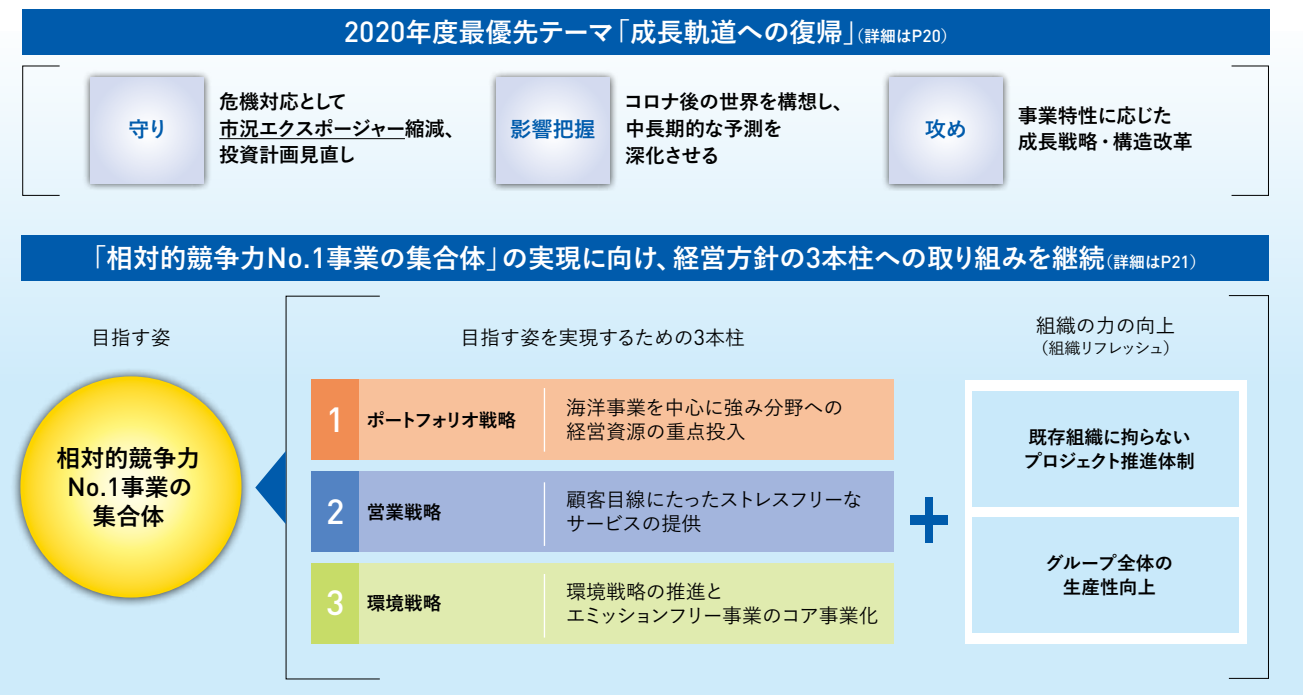 2020年度最優先テーマ「成長軌道への復帰」(詳細はP20)
守り
危機対応として
市況エクスポージャー縮減、
投資計画見直し
影響把握
コロナ後の世界を構想し、
中長期的な予測を
深化させる
攻め
事業特性に応じた
成長戦略・構造改革
「相対的競争力No.1事業の集合体」の実現に向け、経営方針の3本柱への取り組みを継続(詳細はP21)
目指す姿
相対的競争力
No.1事業の
集合体
目指す姿を実現するための3本柱
1 ポートフォリオ戦略
海洋事業を中心に強み分野への
経営資源の重点投入
2 営業戦略
顧客目線にたったストレスフリーな
サービスの提供
3 環境戦略
環境戦略の推進と
エミッションフリー事業のコア事業化
+
組織の力の向上
(組織リフレッシュ)
既存組織に拘らない
プロジェクト推進体制
グループ全体の
生産性向上